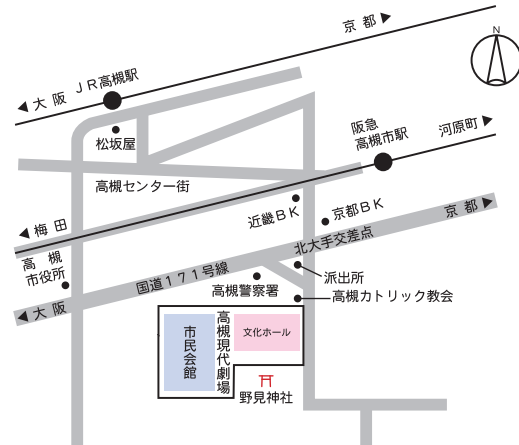 京都
N
大阪
JR高槻駅
松坂屋
阪急
高槻市駅
河原町
高槻センター街
近畿BK
京都BK
京都
梅田
高槻
市役所
北大手交差点
国道171号線
派出所
高槻警察署
高槻カトリック教会
大阪
市民会館
高槻現代劇場
文化ホール
野見神社